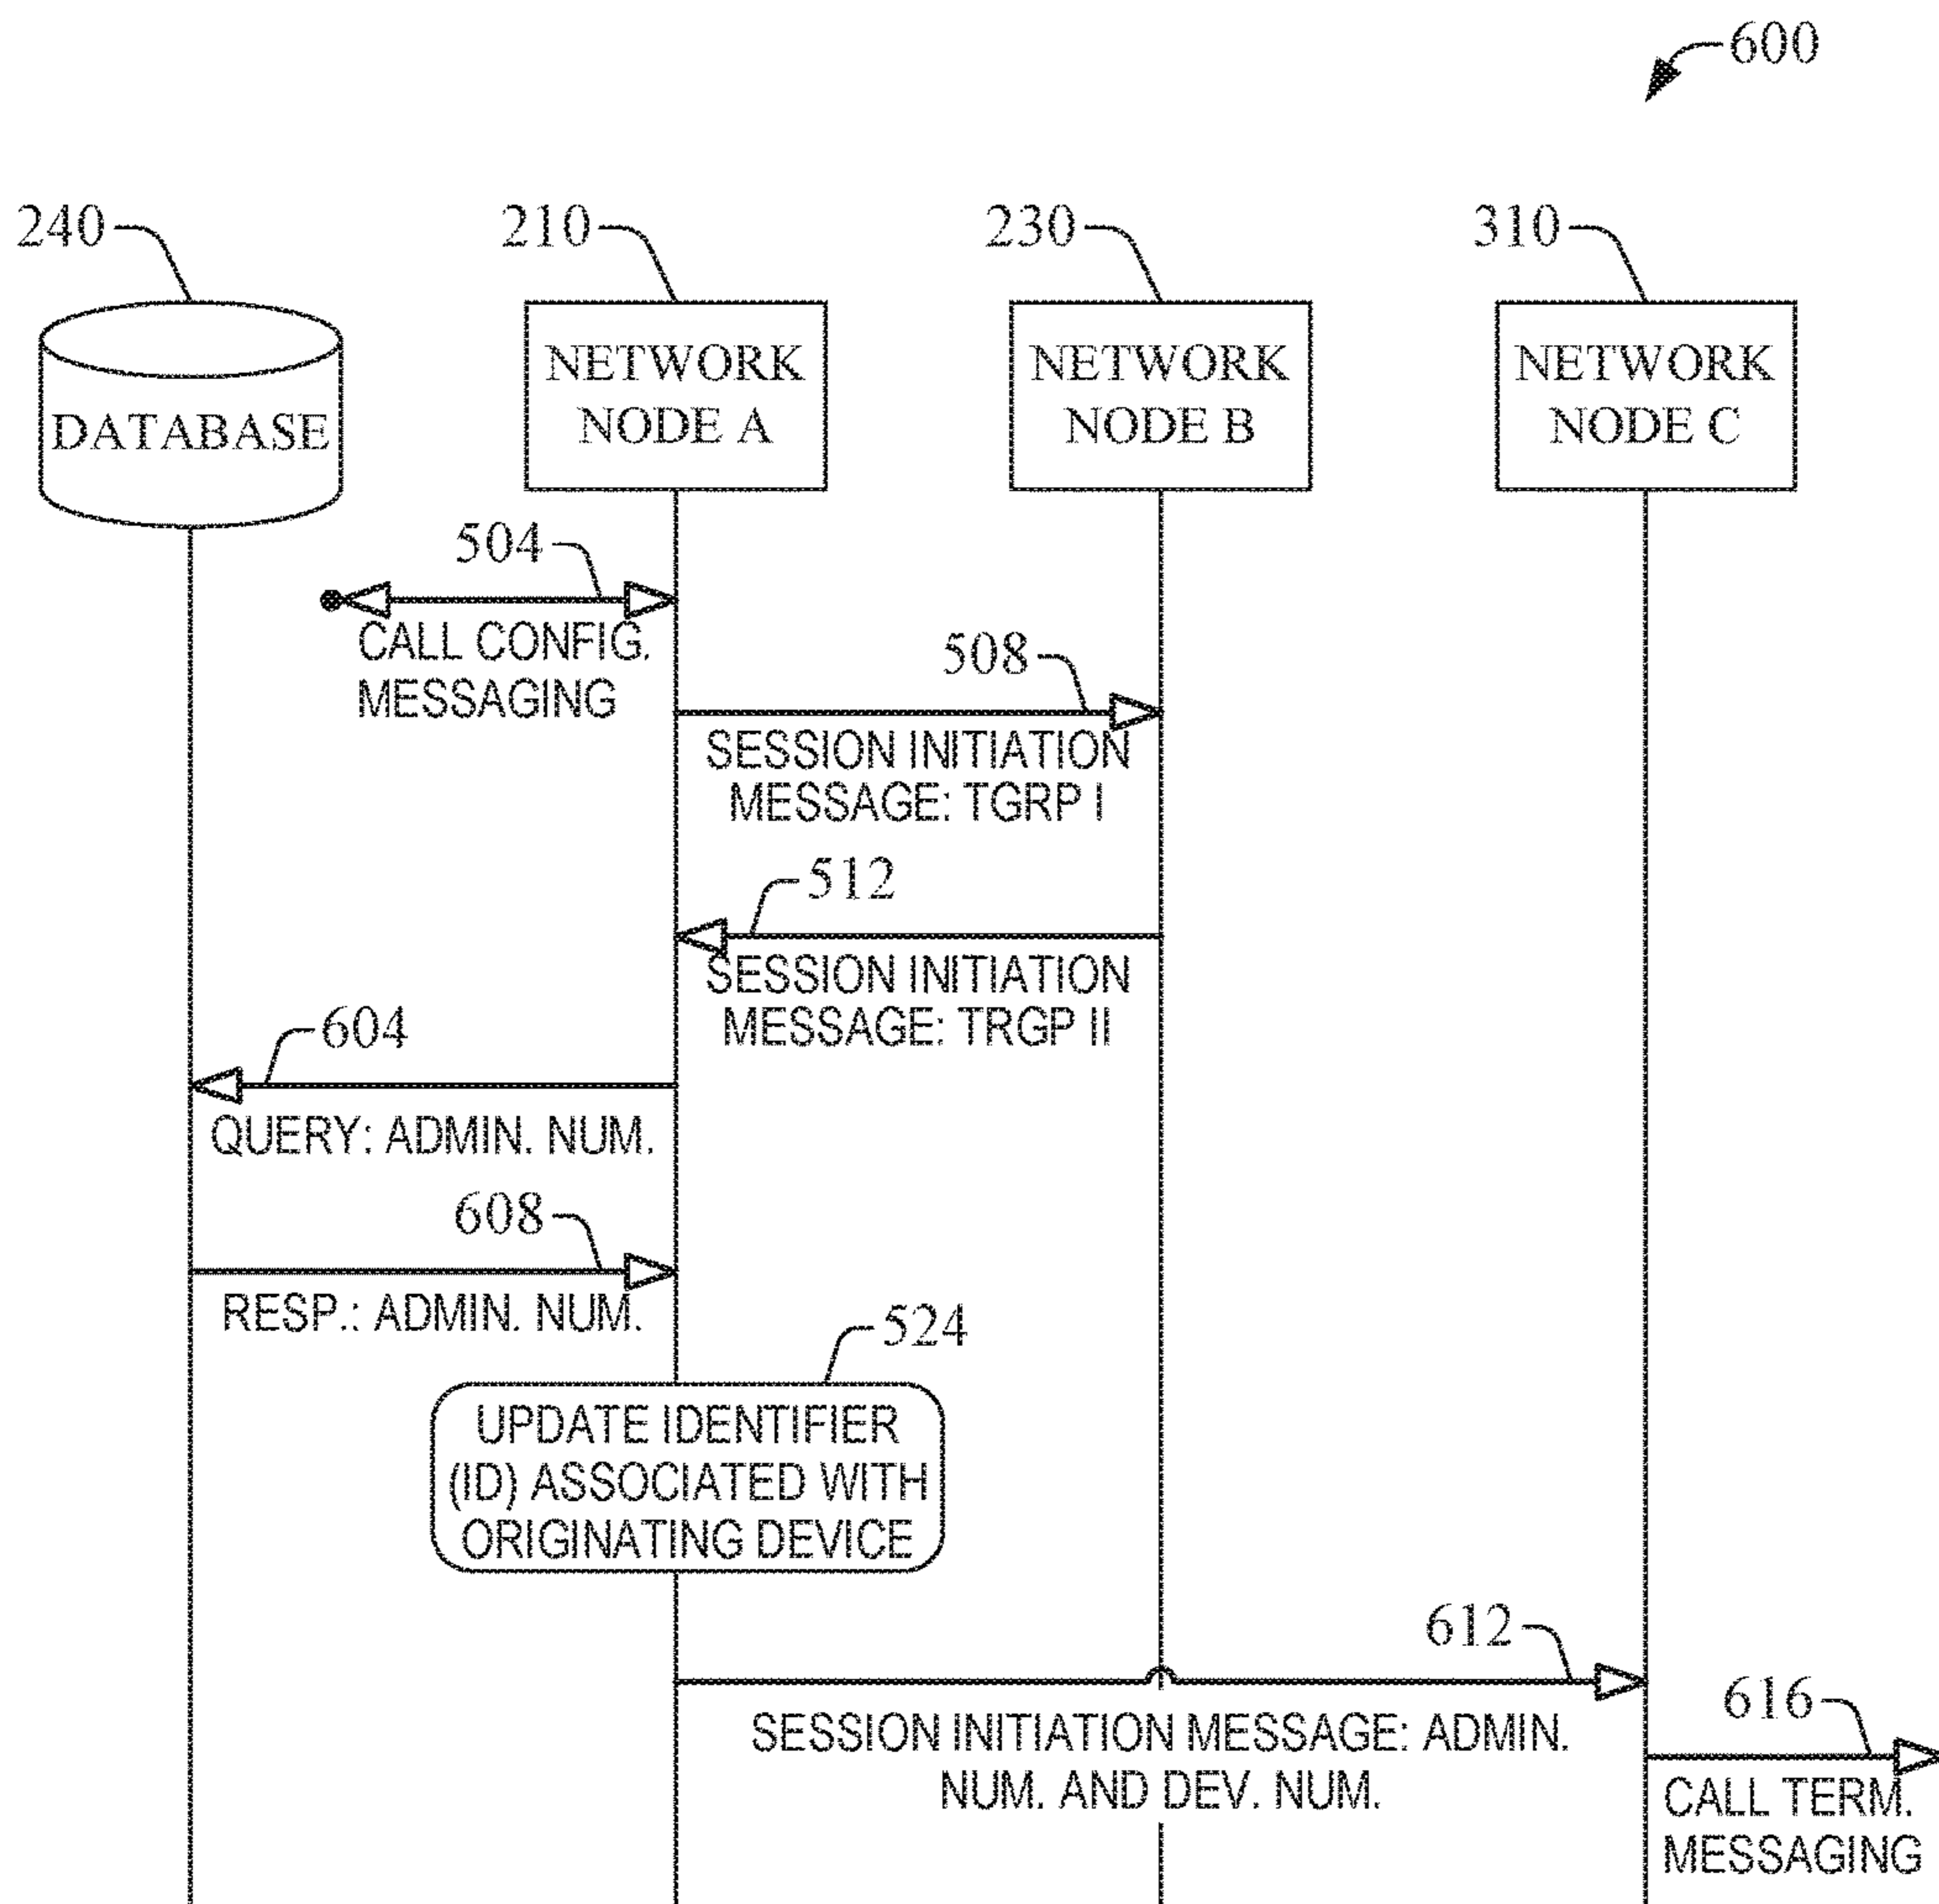 600
240
210
230
310
DATABASE
NETWORK
NODE A
NETWORK
NODE B
NETWORK
NODE C
504
CALL CONFIG.
MESSAGING
508
SESSION INITIATION
MESSAGE: TGRP I
512
SESSION INITIATION
MESSAGE: TRGP II
604
QUERY: ADMIN. NUM.
608
RESP.: ADMIN. NUM.
524
UPDATE IDENTIFIER
(ID) ASSOCIATED WITH
ORIGINATING DEVICE
612
SESSION INITIATION MESSAGE: ADMIN.
NUM. AND DEV. NUM.
616
CALL TERM.
MESSAGING